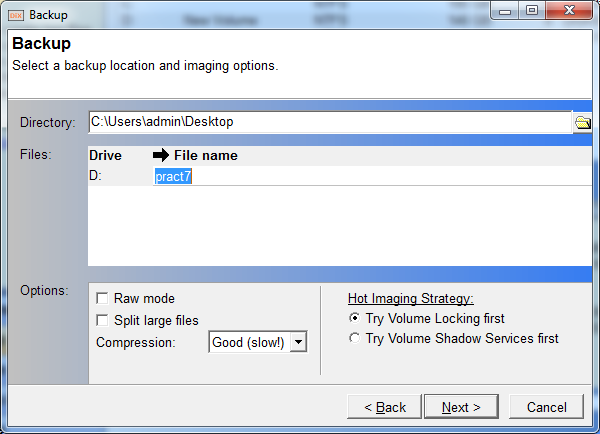 New Volume
Backup
Backup
Select a backup location and imaging options.
Directory: C:\Users\admin\Desktop
Files: Drive File name
D: pract7
Options:
Raw mode Hot Imaging Strategy:
Split large files Try Volume Locking first
Compression: Good (slow!) Try Volume Shadow Services first
< Back Next > Cancel